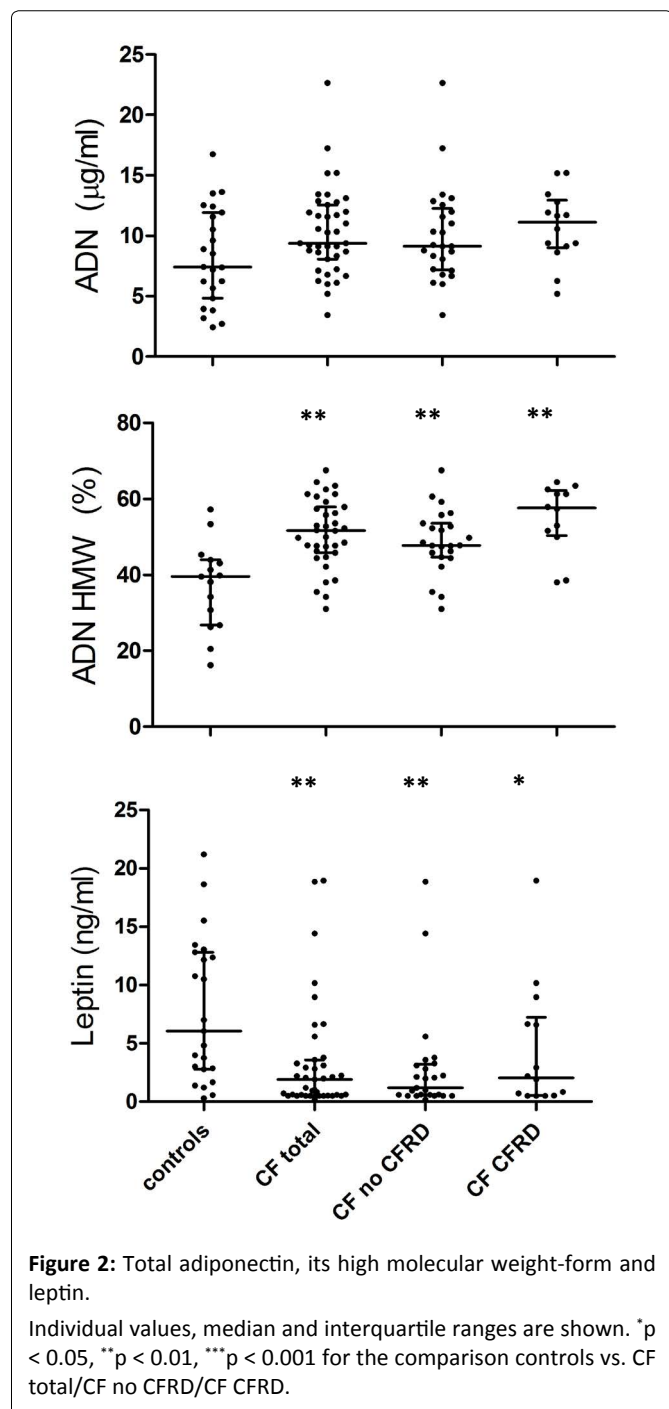 25
20
15
10
5
0
ADN (μg/ml)
** ** **
80
60
40
20
0
ADN HMW (%)
** ** *
25
20
15
10
5
0
Leptin (ng/ml)
controls
CF total
CF no CFRD
CF CFRD
Figure 2: Total adiponectin, its high molecular weight-form and
leptin.
Individual values, median and interquartile ranges are shown. *p
< 0.05, **p < 0.01, ***p < 0.001 for the comparison controls vs. CF
total/CF no CFRD/CF CFRD.